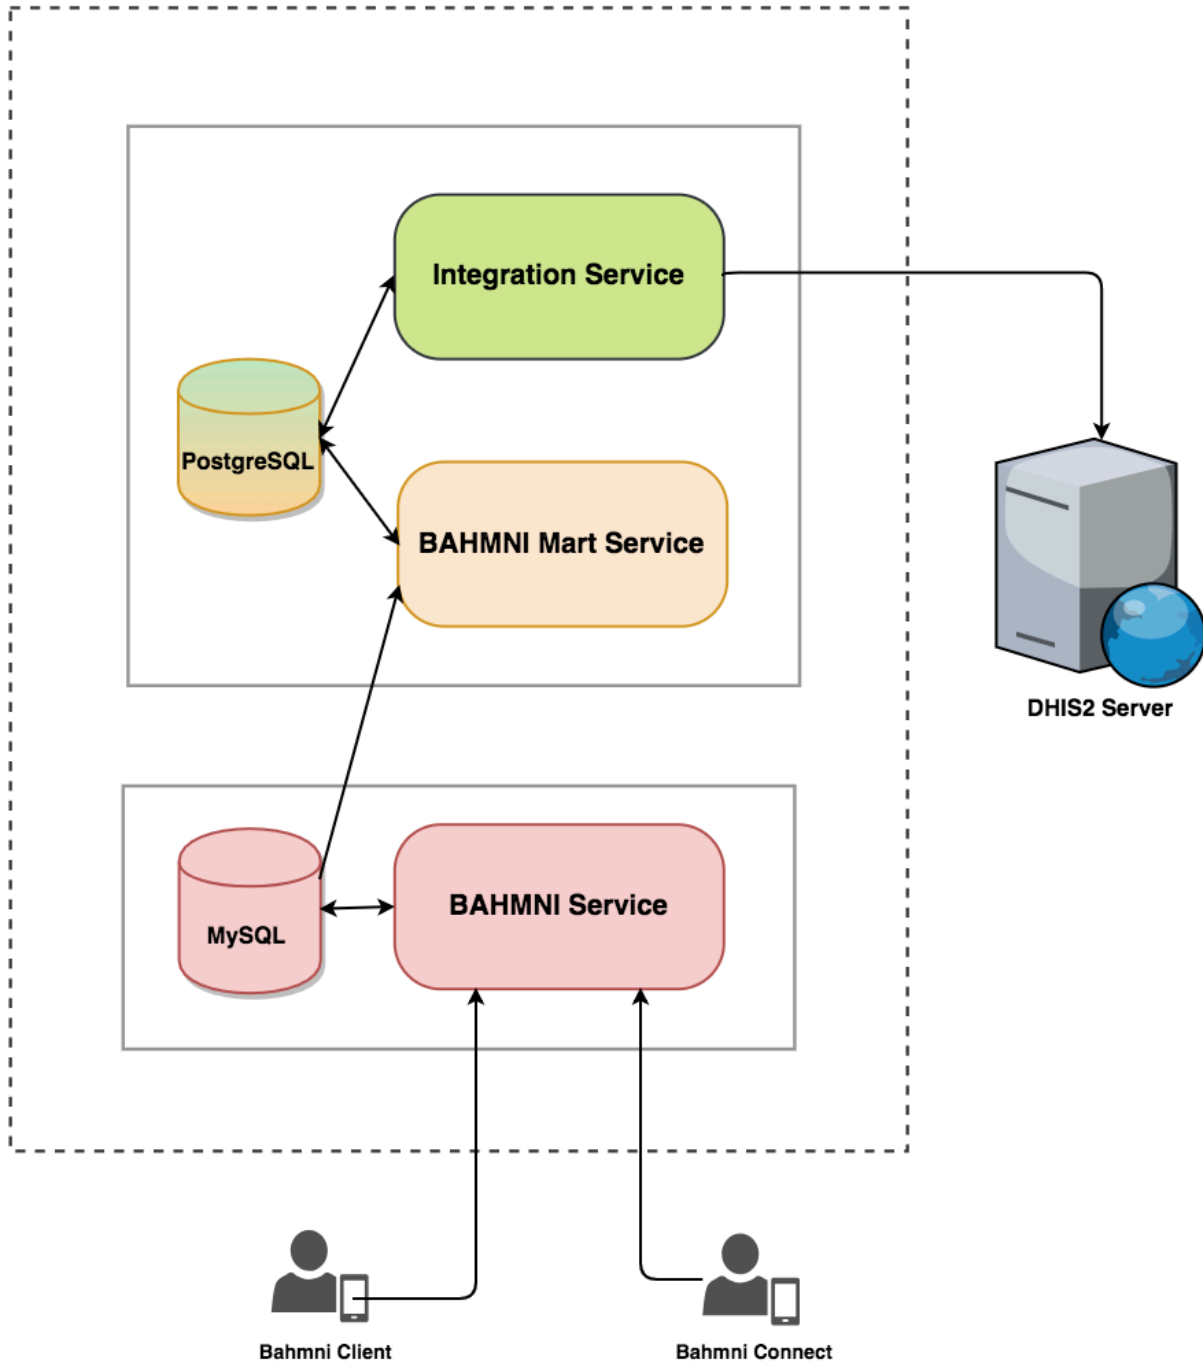 Integration Service
PostgreSQL
BAHMNI Mart Service
DHIS2 Server
BAHMNI Service
MySQL
Bahmni Client
Bahmni Connect